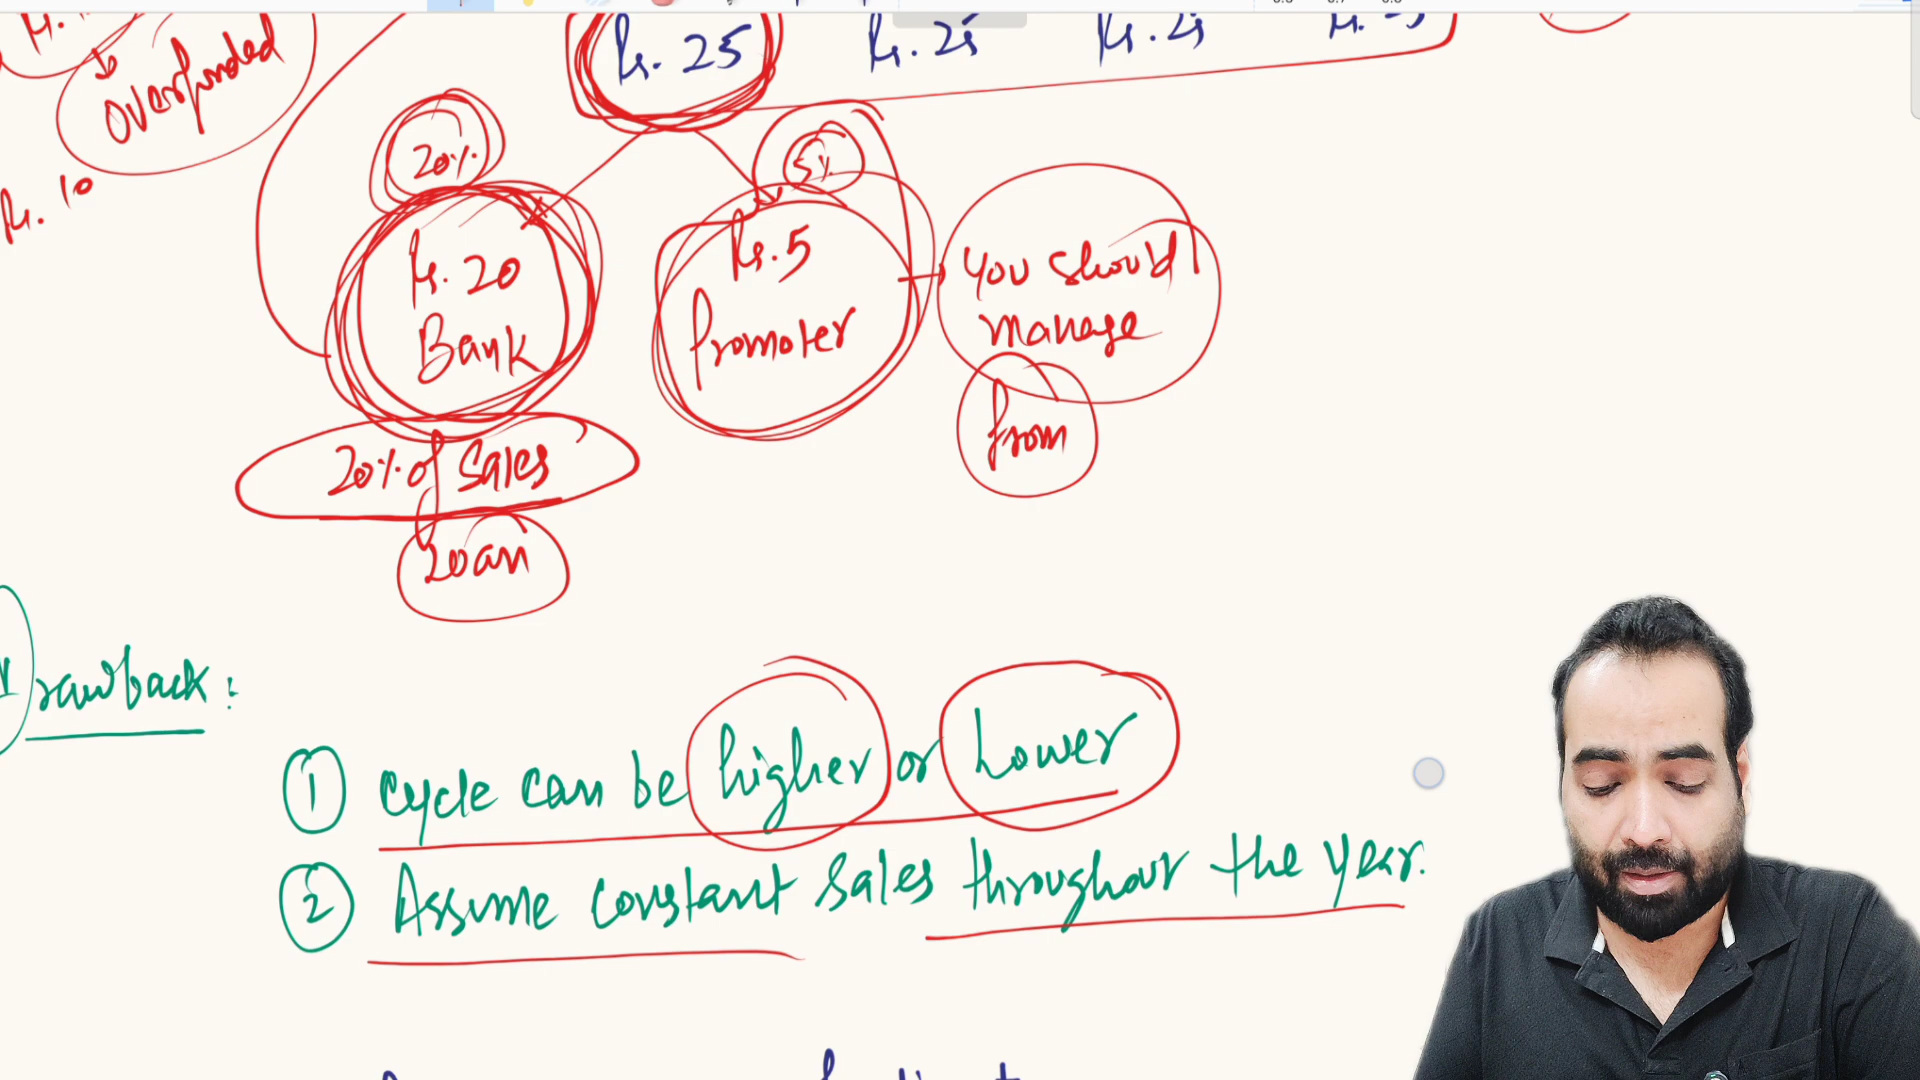 Rs. 25 Rs. 25 Rs. 25
Overfunded
20% 5%
Rs. 10
Rs. 20 Rs. 5 You should
Bank Promoter manage
from
20% of Sales
Loan
Drawback:
① Cycle can be higher or Lower
② Assume constant sales throughout the year.